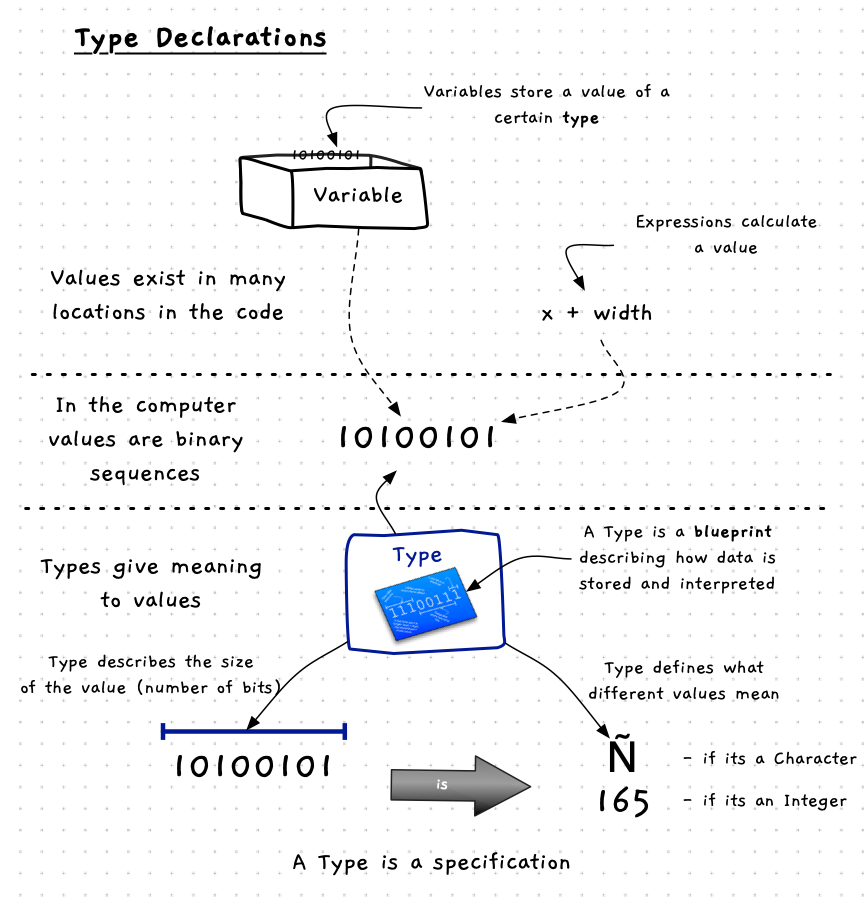 Type Declarations
Variables store a value of a
certain type
10100101
Variable
Expressions calculate
a value
Values exist in many
locations in the code
x + width
In the computer
values are binary
sequences
10100101
Types give meaning
to values
Type
11100111
A Type is a blueprint
describing how data is
stored and interpreted
Type describes the size
of the value (number of bits)
Type defines what
different values mean
10100101
is
Ñ
- if its a Character
165
- if its an Integer
A Type is a specification